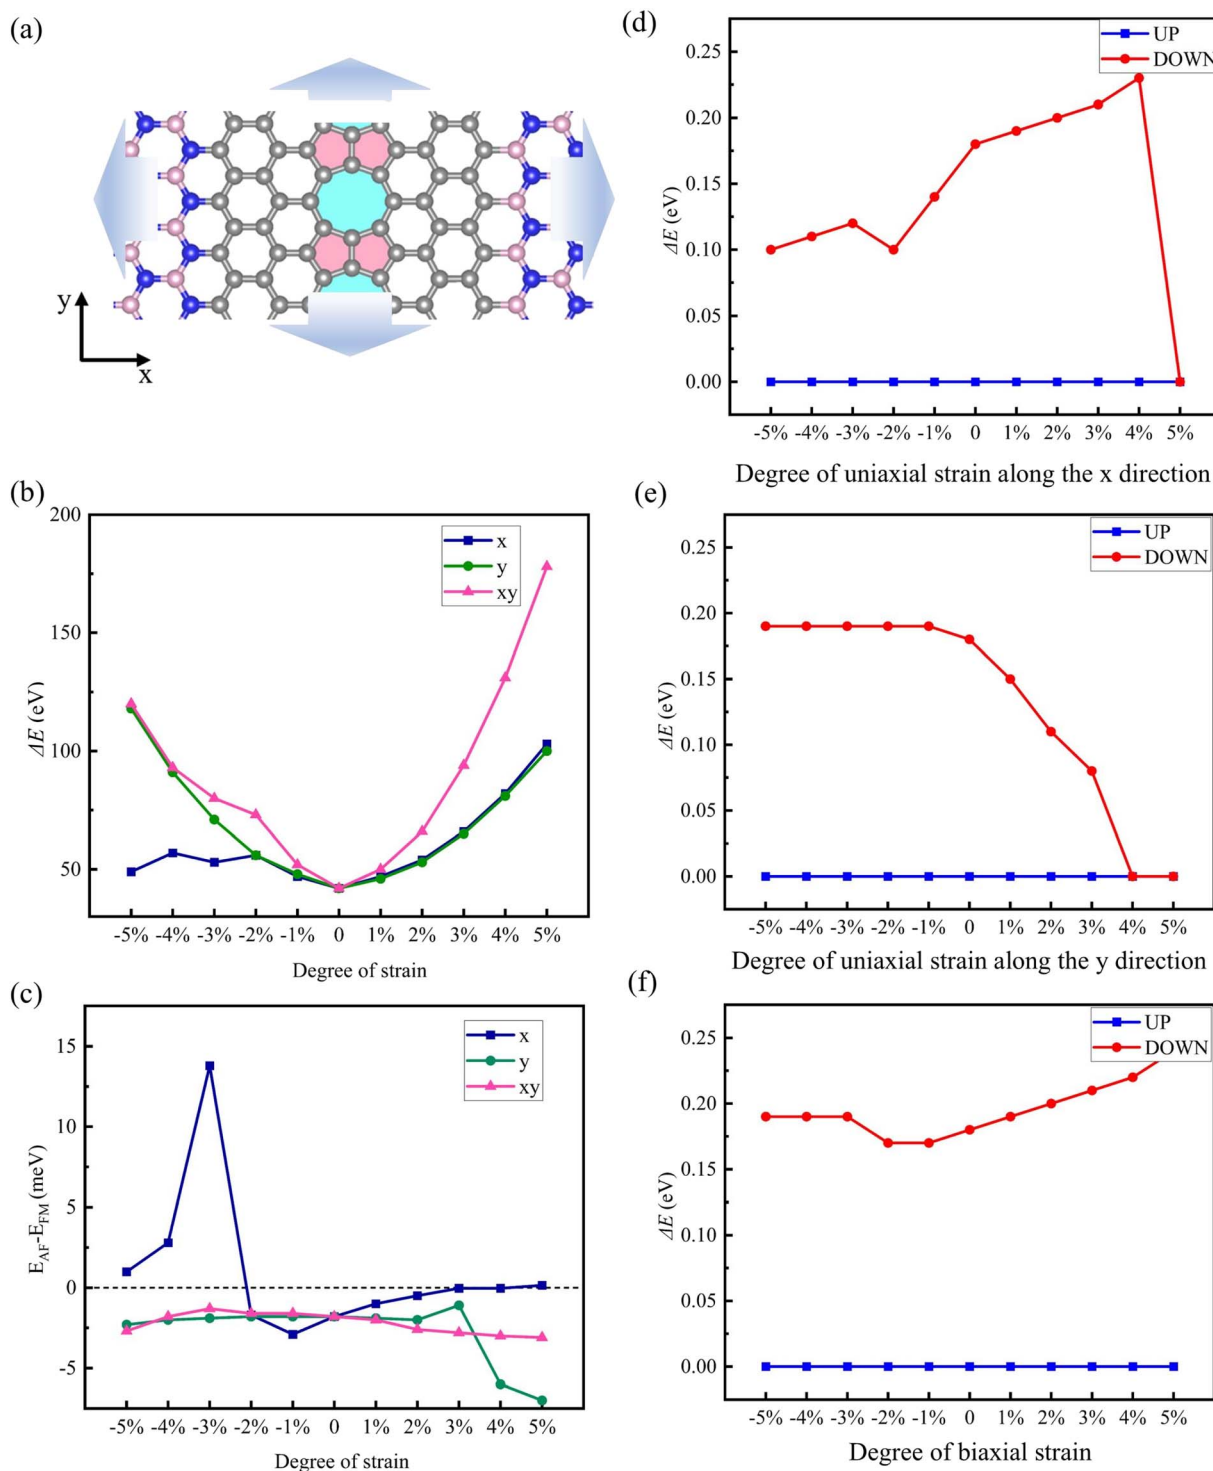 (a)
y
x
(b)
200
150
100
50
ΔE (eV)
x
y
xy
-5% -4% -3% -2% -1% 0 1% 2% 3% 4% 5%
Degree of strain
(c)
15
10
5
0
-5
E_AF-E_FM (meV)
x
y
xy
-5% -4% -3% -2% -1% 0 1% 2% 3% 4% 5%
Degree of strain
(d)
UP
DOWN
0.25
0.20
0.15
0.10
0.05
0.00
ΔE (eV)
-5% -4% -3% -2% -1% 0 1% 2% 3% 4% 5%
Degree of uniaxial strain along the x direction
(e)
UP
DOWN
0.25
0.20
0.15
0.10
0.05
0.00
ΔE (eV)
-5% -4% -3% -2% -1% 0 1% 2% 3% 4% 5%
Degree of uniaxial strain along the y direction
(f)
UP
DOWN
0.25
0.20
0.15
0.10
0.05
0.00
ΔE (eV)
-5% -4% -3% -2% -1% 0 1% 2% 3% 4% 5%
Degree of biaxial strain